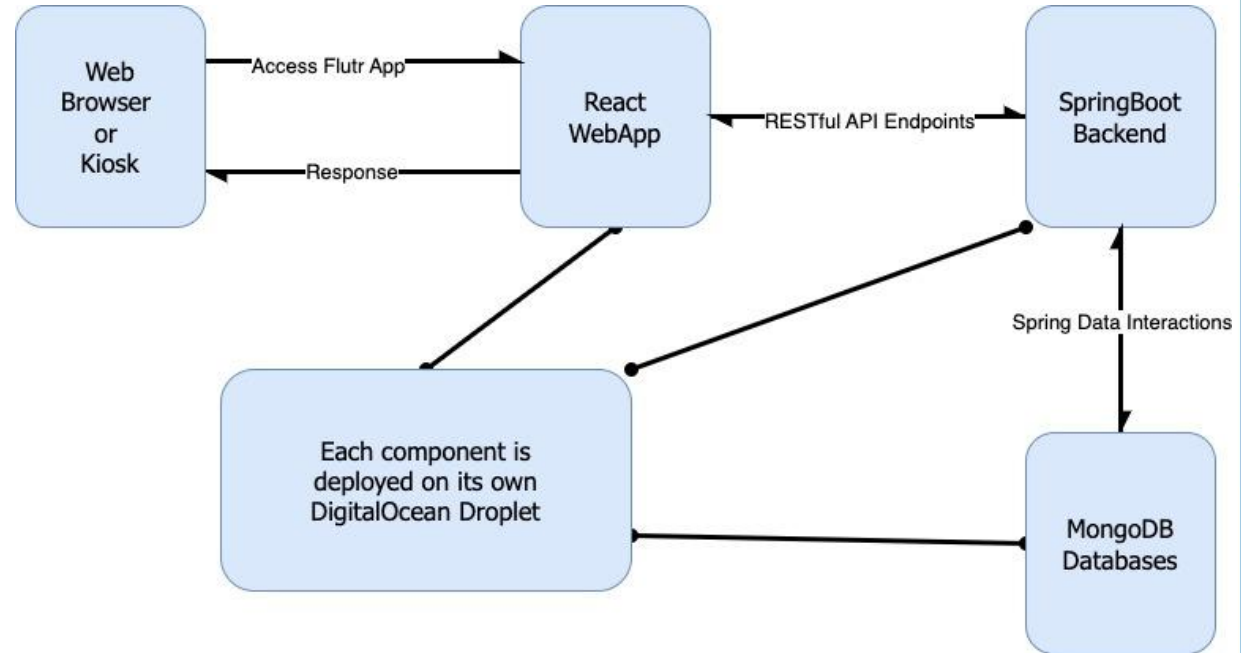 Web
Browser
or
Kiosk
Access Flutr App
Response
React
WebApp
RESTful API Endpoints
SpringBoot
Backend
Spring Data Interactions
Each component is
deployed on its own
DigitalOcean Droplet
MongoDB
Databases